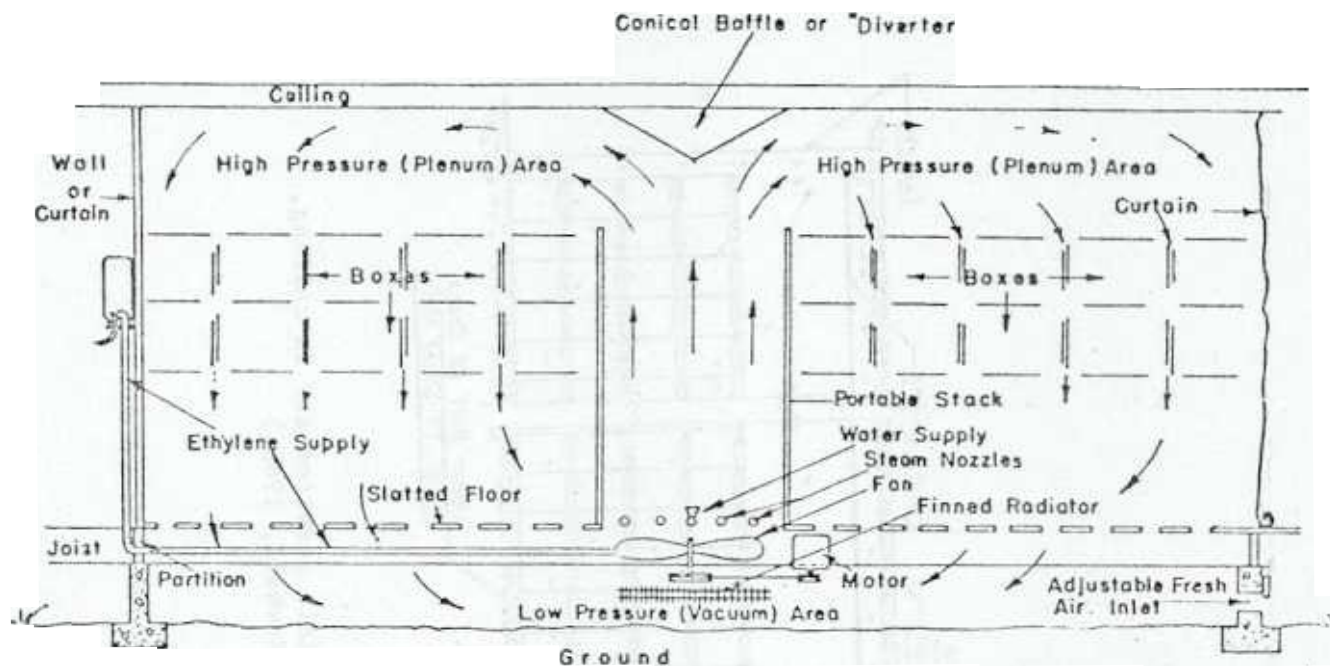 Conical Baffle or "Diverter
Ceiling
Wall
or
Curtain
High Pressure (Plenum) Area
High Pressure (Plenum) Area
Curtain
Boxes
Boxes
Portable Stack
Ethylene Supply
Water Supply
Steam Nozzles
Slatted Floor
Fan
Finned Radiator
Joist
Partition
Motor
Adjustable Fresh
Air. Inlet
Low Pressure (Vacuum) Area
Ground